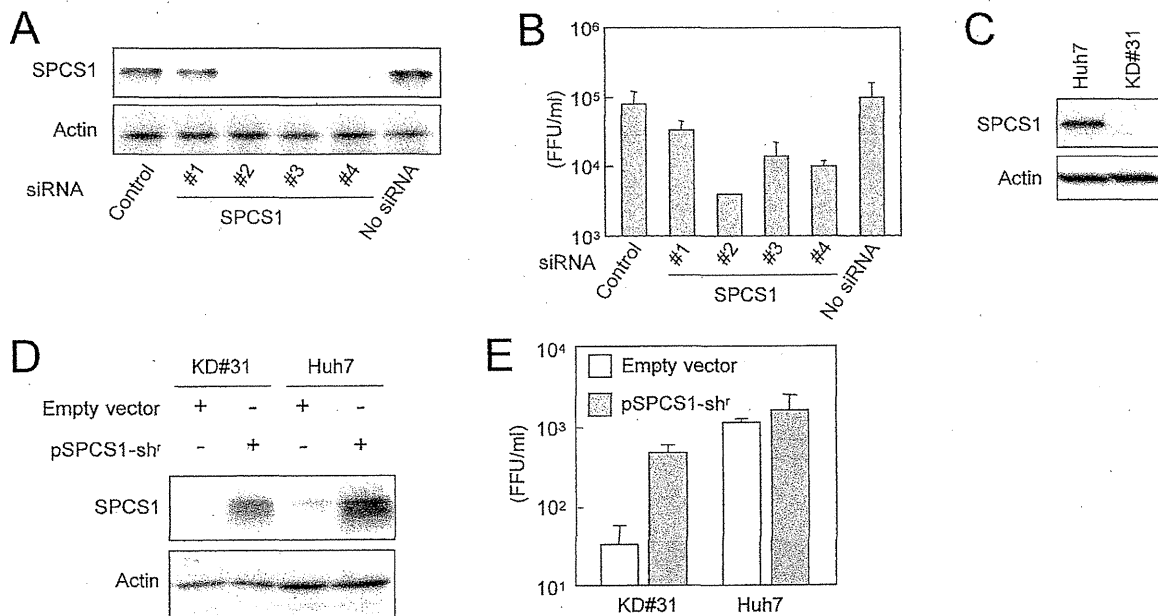 A
SPCS1
Actin
siRNA
Control
#1
#2
#3
#4
No siRNA
SPCS1
B
(FFU/ml)
10⁶
10⁵
10⁴
10³
siRNA
Control
#1
#2
#3
#4
No siRNA
SPCS1
C
Huh7
KD#31
SPCS1
Actin
D
KD#31 Huh7
Empty vector + - + -
pSPCS1-shʳ - + - +
SPCS1
Actin
E
(FFU/ml)
10⁴
10³
10²
10¹
Empty vector
pSPCS1-shʳ
KD#31 Huh7